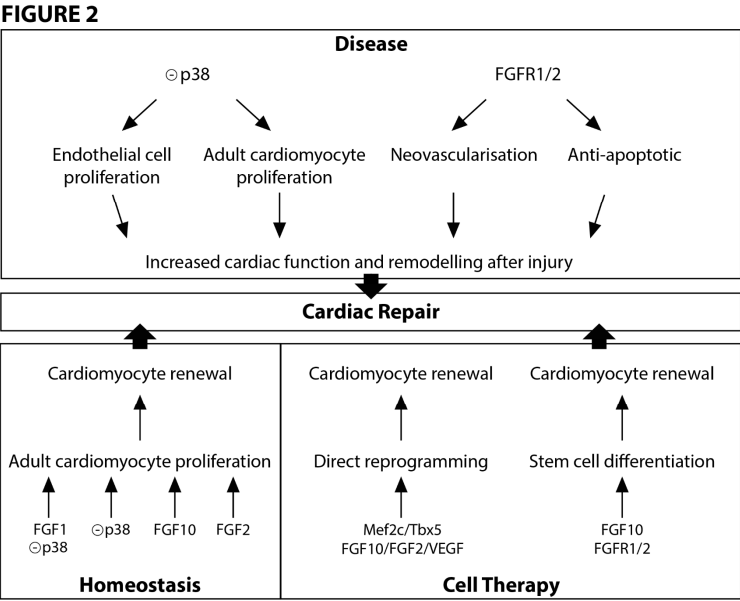 FIGURE 2
Disease
⊖p38 FGFR1/2
Endothelial cell Adult cardiomyocyte Neovascularisation Anti-apoptotic
proliferation proliferation
Increased cardiac function and remodelling after injury
Cardiac Repair
Cardiomyocyte renewal Cardiomyocyte renewal Cardiomyocyte renewal
Adult cardiomyocyte proliferation Direct reprogramming Stem cell differentiation
FGF1 ⊖p38 FGF10 FGF2 Mef2c/Tbx5 FGF10
⊖p38 FGF10/FGF2/VEGF FGFR1/2
Homeostasis Cell Therapy